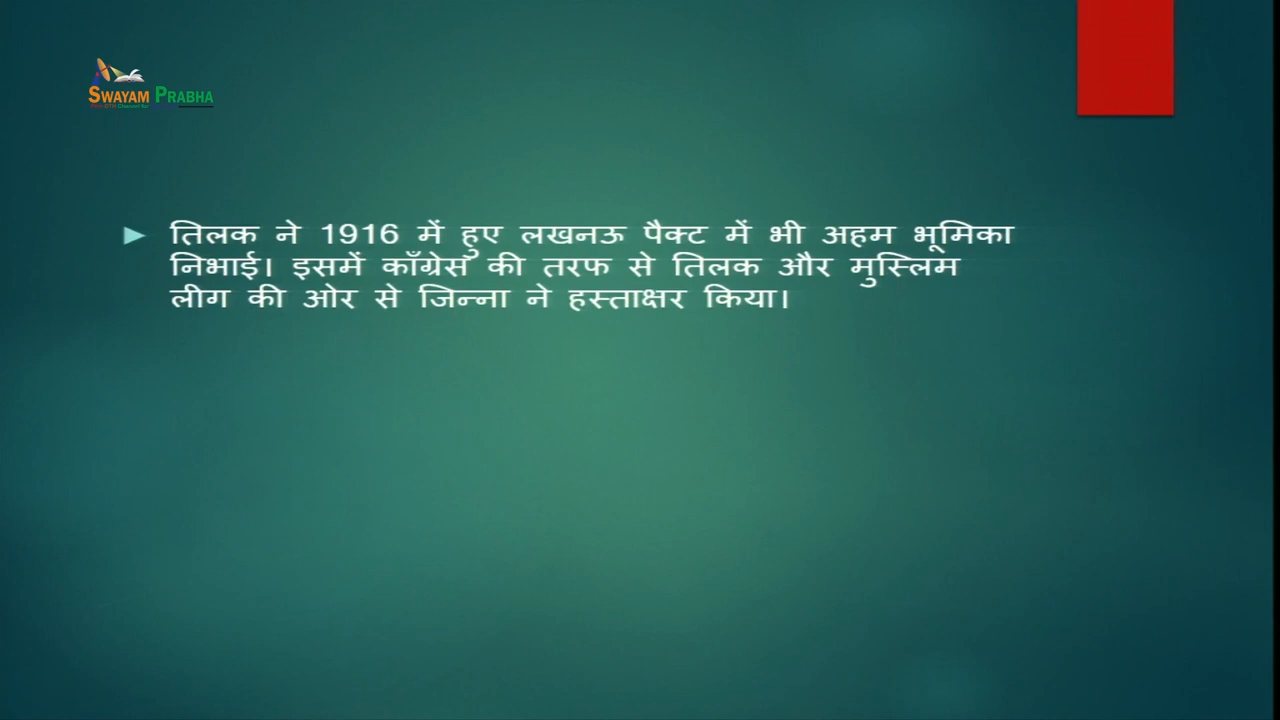 SWAYAM PRABHA
तिलक ने 1916 में हुए लखनऊ पैक्ट में भी अहम भूमिका
निभाई। इसमें काँग्रेस की तरफ से तिलक और मुस्लिम
लीग की ओर से जिन्ना ने हस्ताक्षर किया।